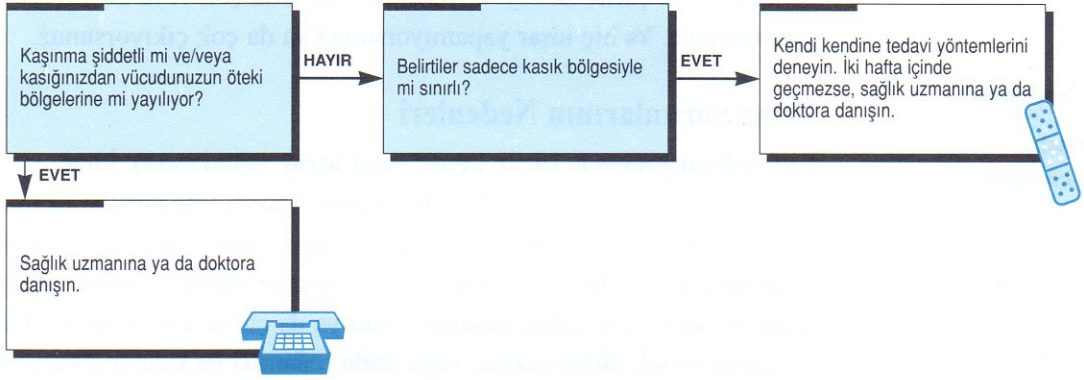 Kaşınma şiddetli mi ve/veya
kasığınızdan vücudunuzun öteki
bölgelerine mi yayılıyor?
HAYIR
Belirtiler sadece kasık bölgesiyle
mi sınırlı?
EVET
Kendi kendine tedavi yöntemlerini
deneyin. İki hafta içinde
geçmezse, sağlık uzmanına ya da
doktora danışın.
EVET
Sağlık uzmanına ya da doktora
danışın.